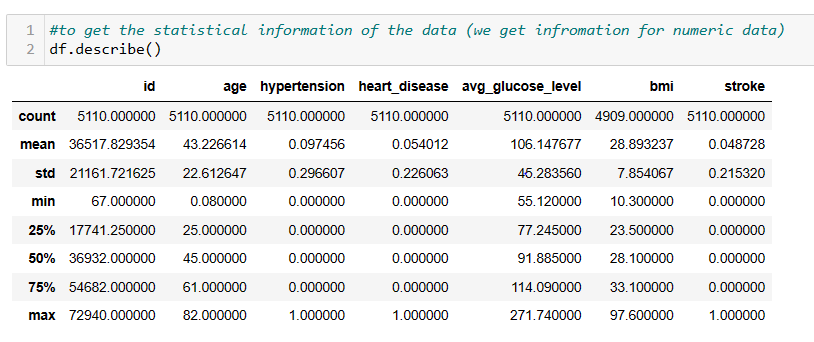 1 #to get the statistical information of the data (we get infromation for numeric data)
2 df.describe()
id age hypertension heart_disease avg_glucose_level bmi stroke
count 5110.000000 5110.000000 5110.000000 5110.000000 5110.000000 4909.000000 5110.000000
mean 36517.829354 43.226614 0.097456 0.054012 106.147677 28.893237 0.048728
std 21161.721625 22.612647 0.296607 0.226063 45.283560 7.854067 0.215320
min 67.000000 0.080000 0.000000 0.000000 55.120000 10.300000 0.000000
25% 17741.250000 25.000000 0.000000 0.000000 77.245000 23.500000 0.000000
50% 36932.000000 45.000000 0.000000 0.000000 91.885000 28.100000 0.000000
75% 54682.000000 61.000000 0.000000 0.000000 114.090000 33.100000 0.000000
max 72940.000000 82.000000 1.000000 1.000000 271.740000 97.600000 1.000000